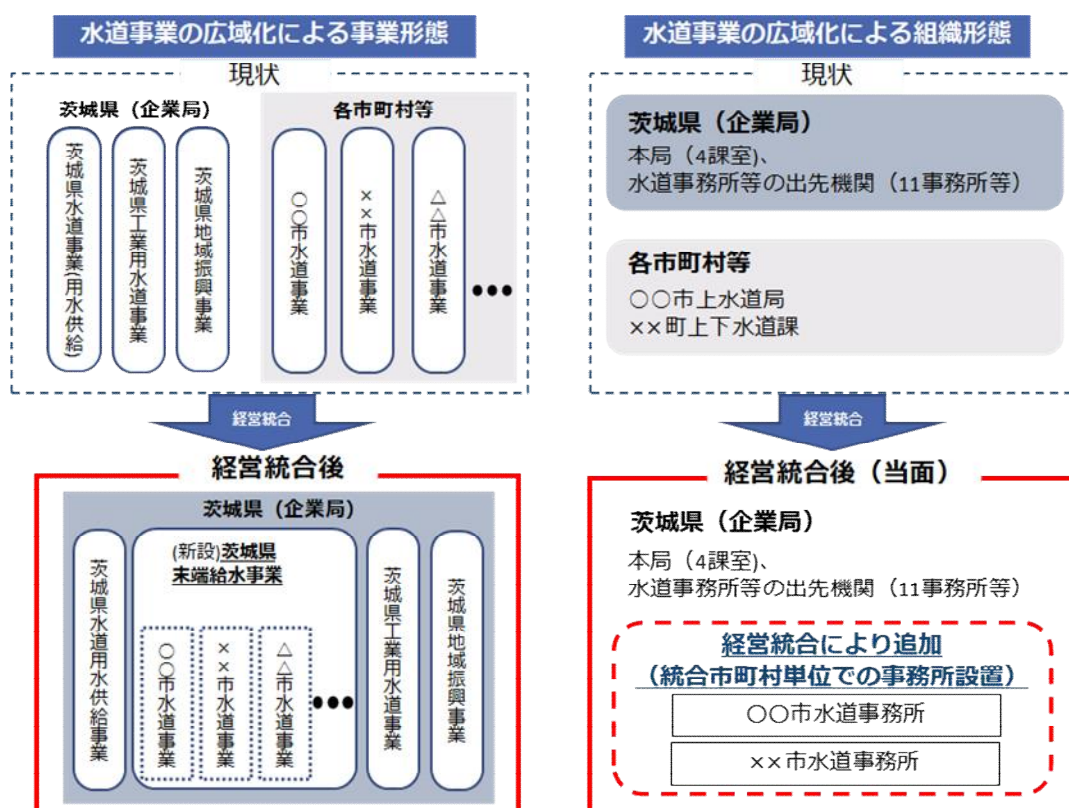 水道事業の広域化による事業形態
現状
茨城県（企業局）
茨城県水道事業(用水供給)
茨城県工業用水道事業
茨城県地域振興事業
各市町村等
○○市水道事業
××市水道事業
△△市水道事業
●●●
経営統合
経営統合後
茨城県（企業局）
茨城県水道用水供給事業
(新設)茨城県
末端給水事業
○○市水道事業
××市水道事業
△△市水道事業
●●●
茨城県工業用水道事業
茨城県地域振興事業
水道事業の広域化による組織形態
現状
茨城県（企業局）
本局（4課室)、
水道事務所等の出先機関（11事務所等）
各市町村等
○○市上水道局
××町上下水道課
経営統合
経営統合後（当面）
茨城県（企業局）
本局（4課室)、
水道事務所等の出先機関（11事務所等）
経営統合により追加
（統合市町村単位での事務所設置）
○○市水道事務所
××市水道事務所